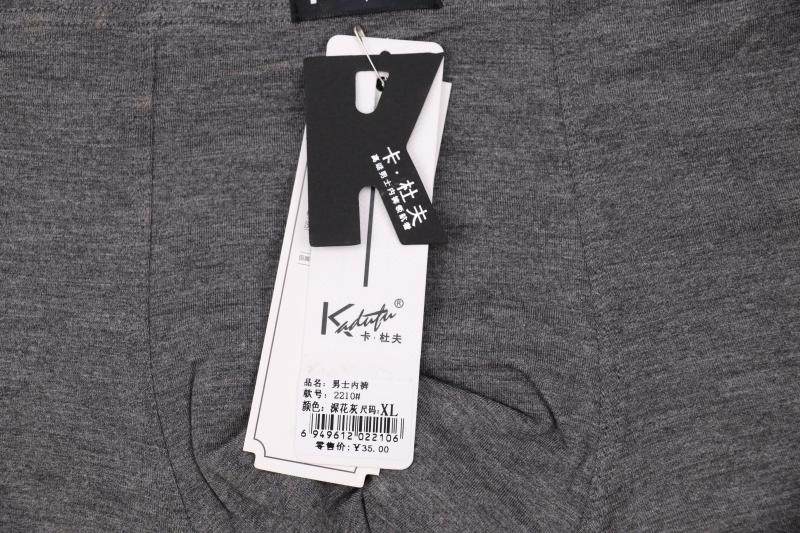 卡·杜夫
Kadufu®
卡·杜夫
品名: 男士内裤
款号: 2210#
颜色: 深花灰 尺码: XL
6 949612 022106
零售价: ¥35.00